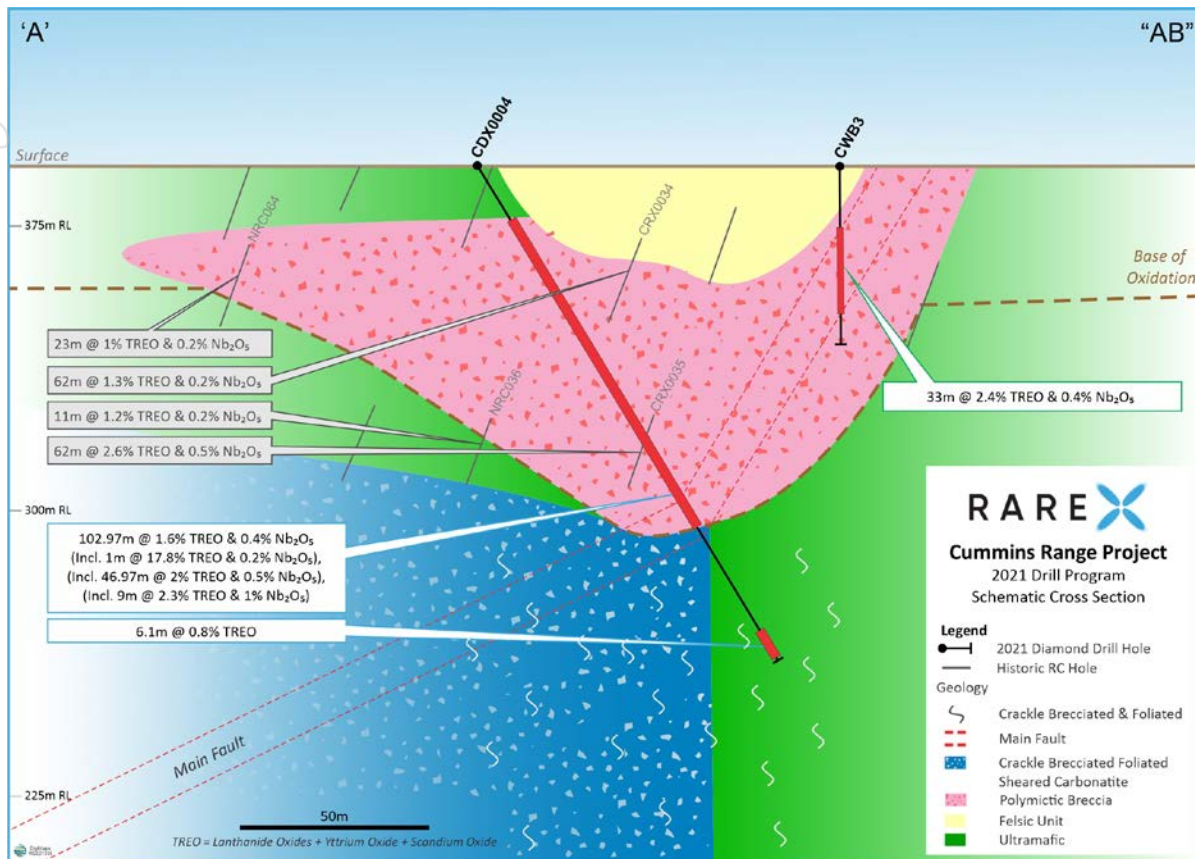 'A'
"AB"
CDX0004
CWB3
Surface
375m RL
NRC064
CRX0034
Base of
Oxidation
23m @ 1% TREO & 0.2% Nb₂O₅
62m @ 1.3% TREO & 0.2% Nb₂O₅
11m @ 1.2% TREO & 0.2% Nb₂O₅
62m @ 2.6% TREO & 0.5% Nb₂O₅
NRC036
CRX0035
33m @ 2.4% TREO & 0.4% Nb₂O₅
300m RL
102.97m @ 1.6% TREO & 0.4% Nb₂O₅
(Incl. 1m @ 17.8% TREO & 0.2% Nb₂O₅),
(Incl. 46.97m @ 2% TREO & 0.5% Nb₂O₅),
(Incl. 9m @ 2.3% TREO & 1% Nb₂O₅)
6.1m @ 0.8% TREO
Main Fault
225m RL
50m
TREO = Lanthanide Oxides + Yttrium Oxide + Scandium Oxide
RAREX
Cummins Range Project
2021 Drill Program
Schematic Cross Section
Legend
2021 Diamond Drill Hole
Historic RC Hole
Geology
Crackle Brecciated & Foliated
Main Fault
Crackle Brecciated Foliated
Sheared Carbonatite
Polymictic Breccia
Felsic Unit
Ultramafic